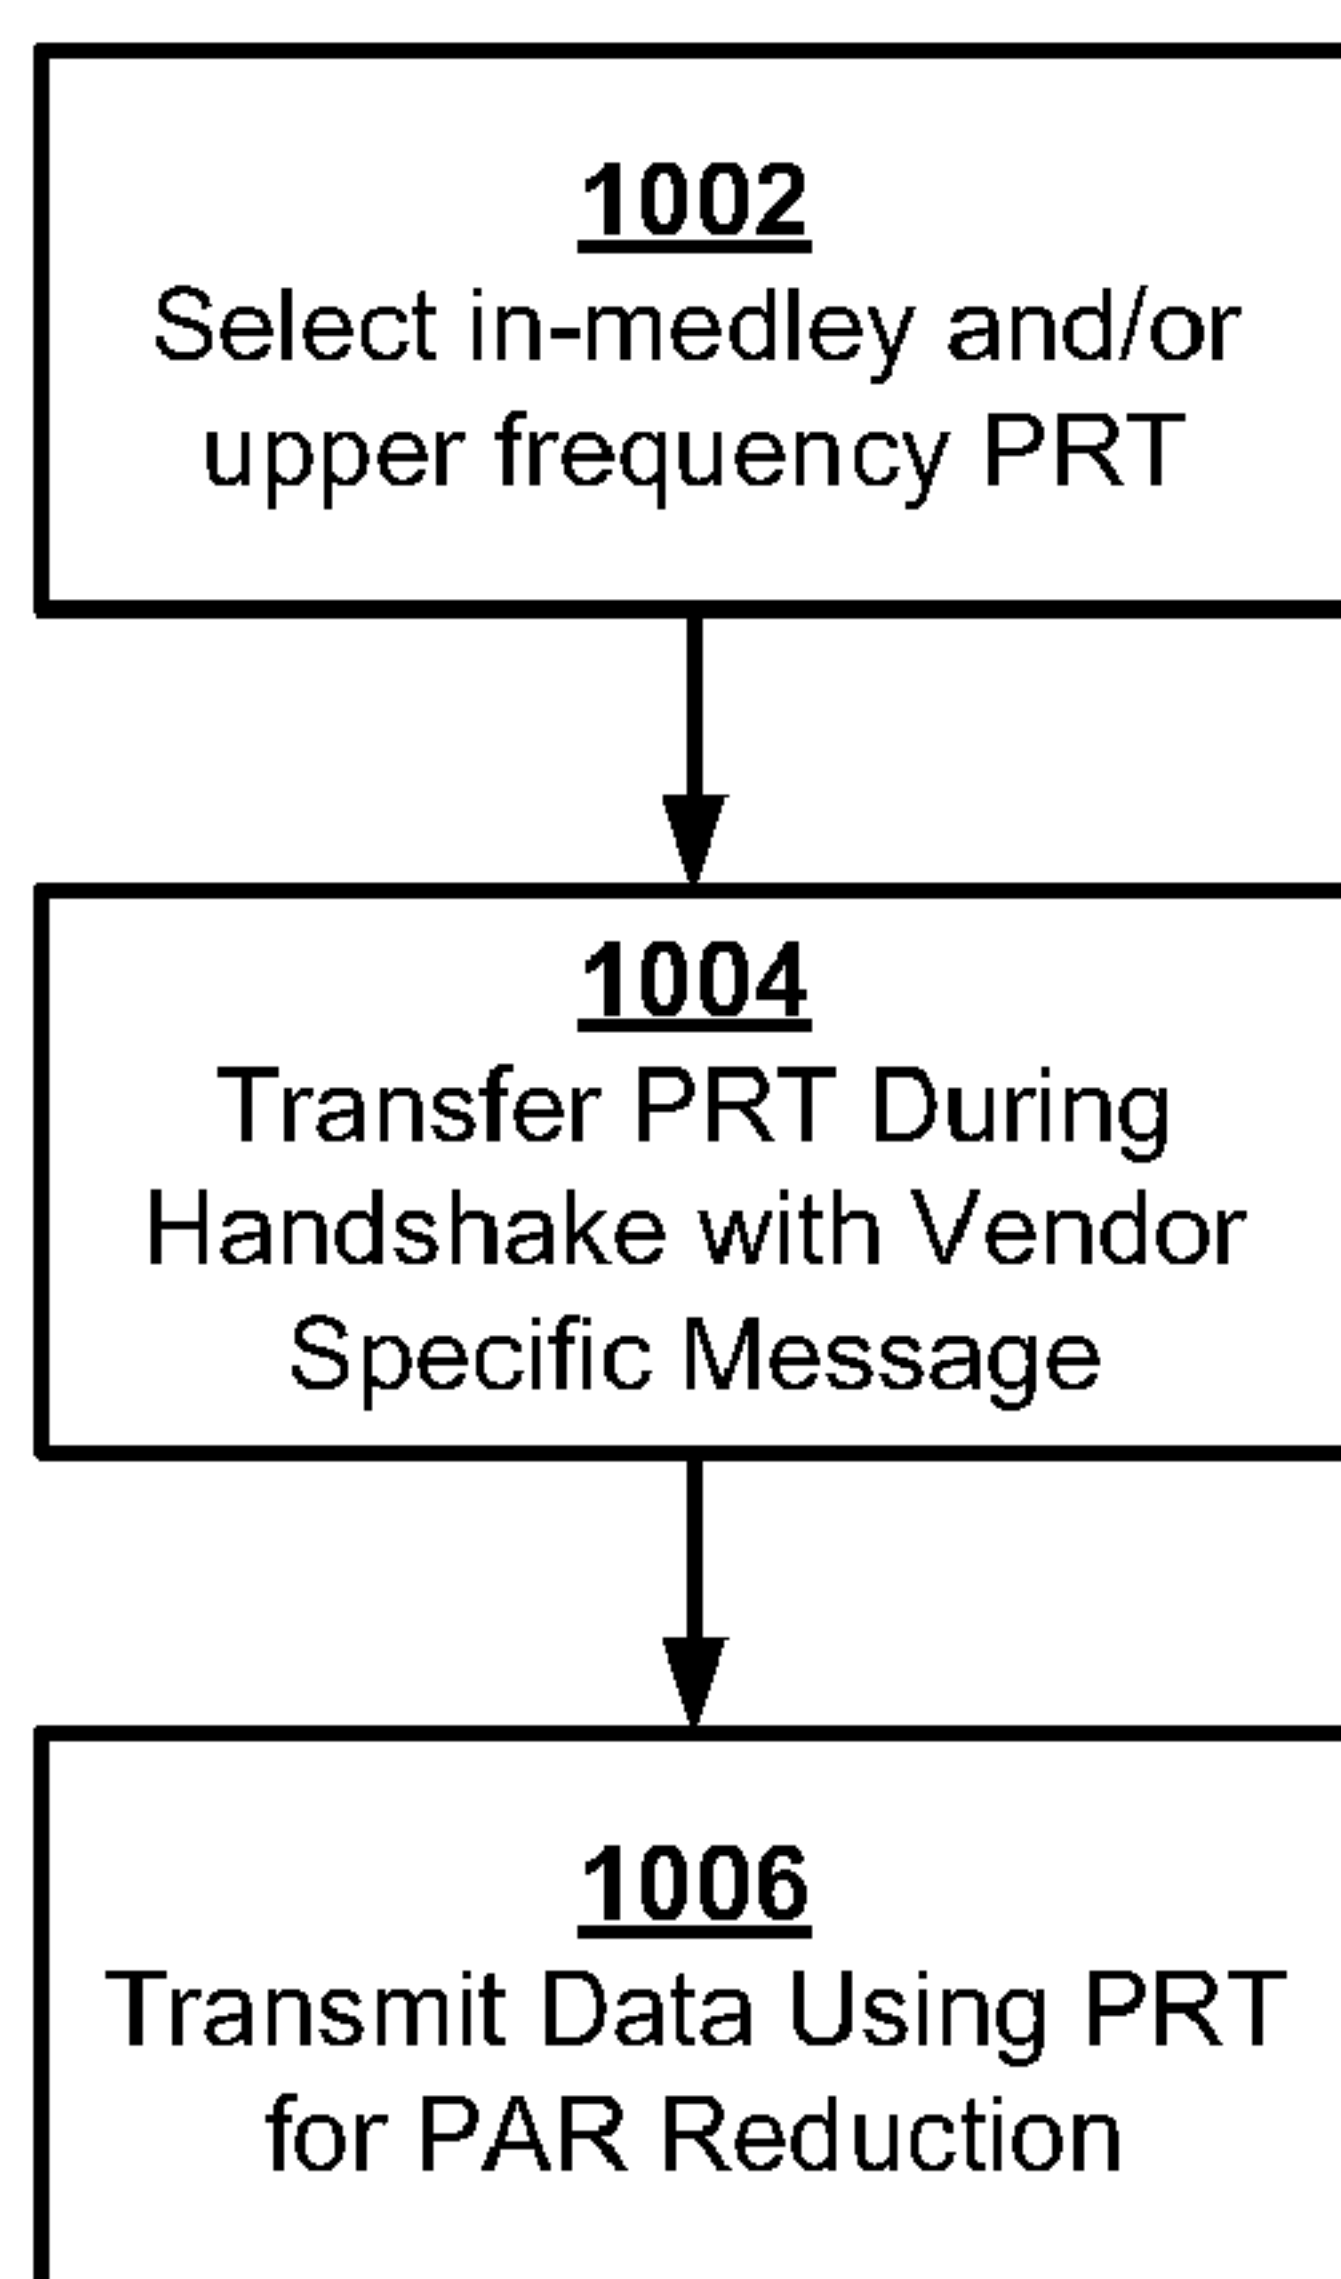 1002
Select in-medley and/or
upper frequency PRT
1004
Transfer PRT During
Handshake with Vendor
Specific Message
1006
Transmit Data Using PRT
for PAR Reduction